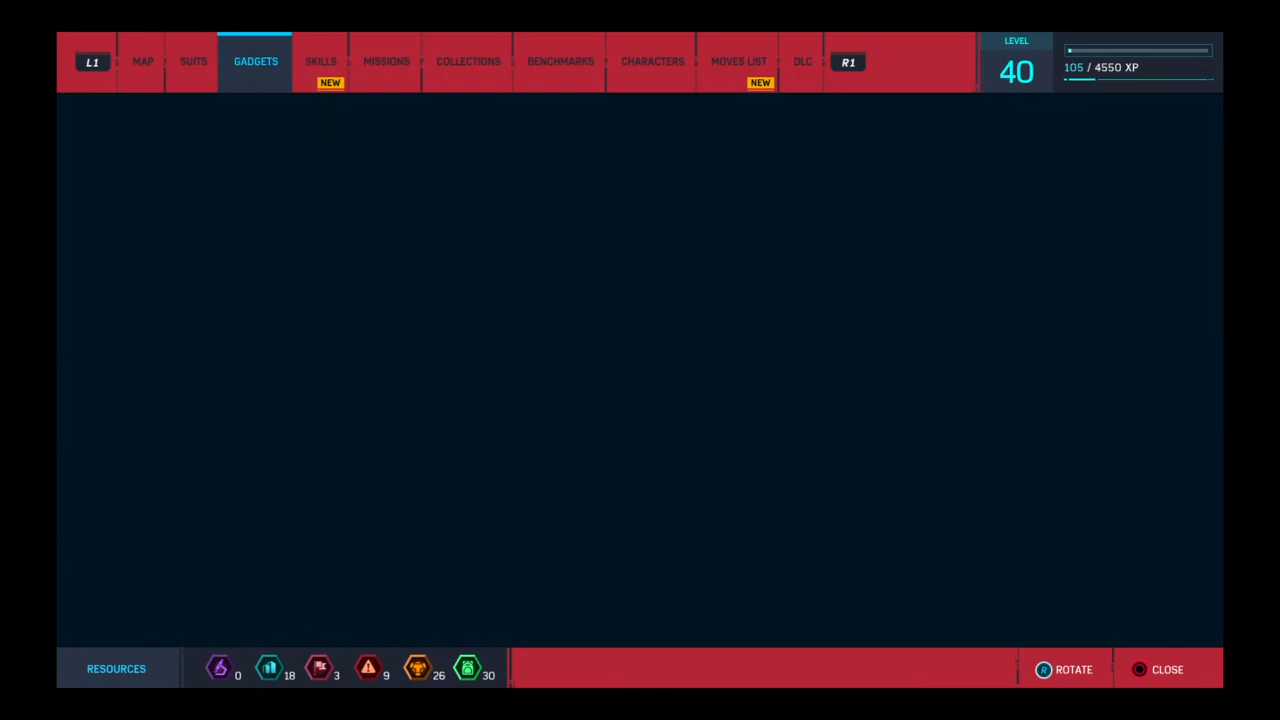 L1 MAP SUITS GADGETS SKILLS MISSIONS COLLECTIONS BENCHMARKS CHARACTERS MOVES LIST DLC R1
NEW NEW
LEVEL
40
105 / 4550 XP
RESOURCES 0 18 3 9 26 30 R ROTATE CLOSE